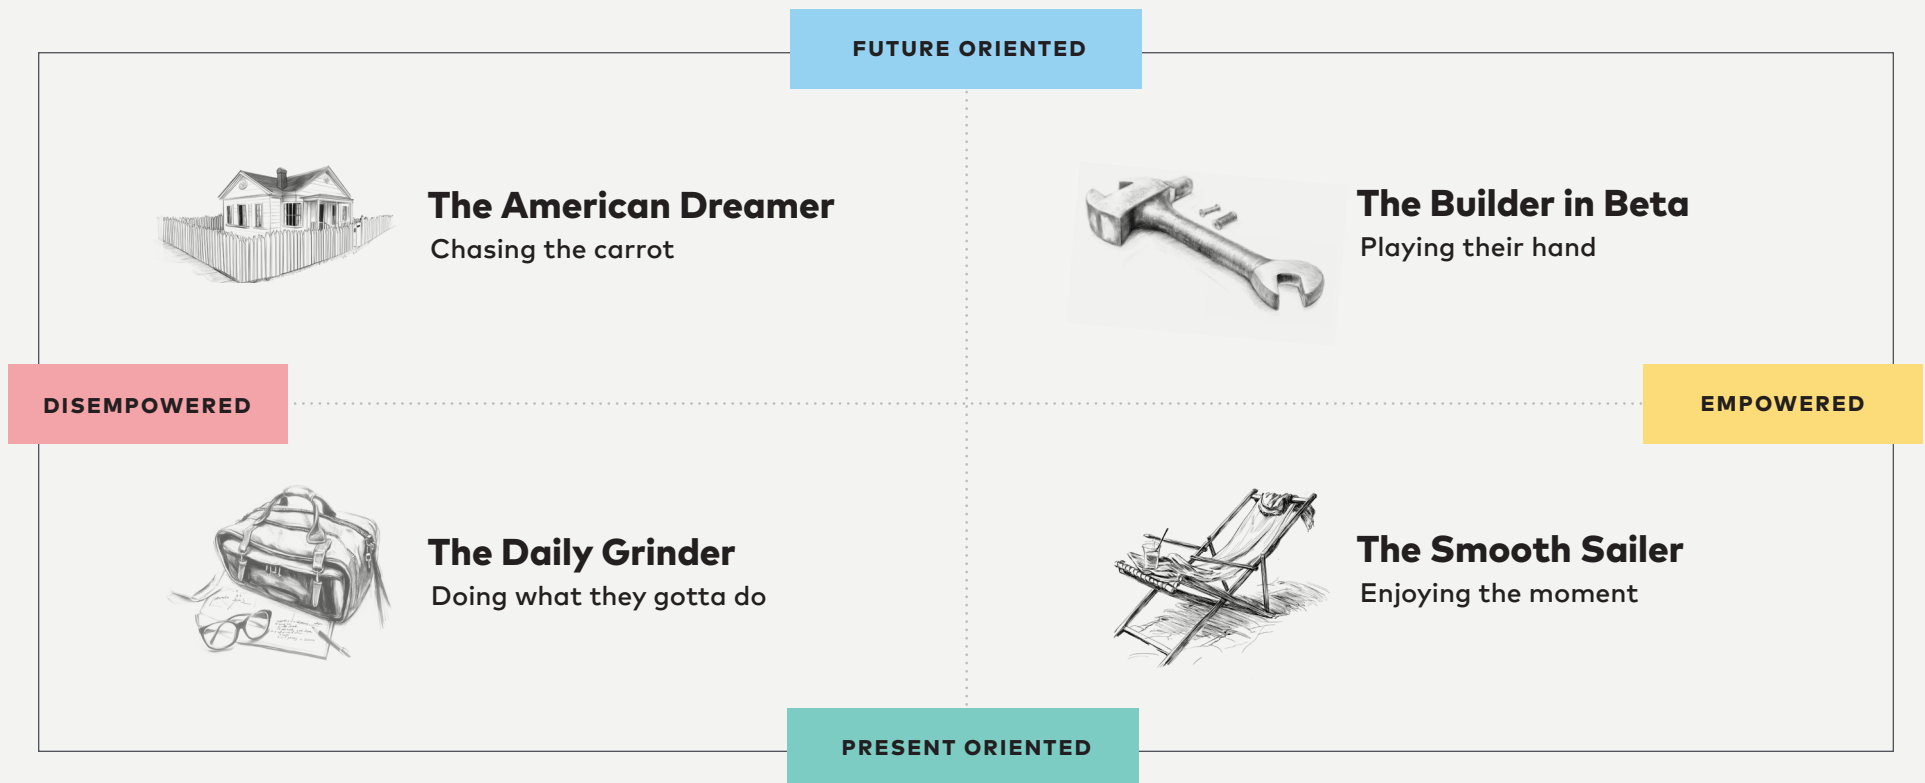 FUTURE ORIENTED
The American Dreamer
Chasing the carrot
The Builder in Beta
Playing their hand
DISEMPOWERED
EMPOWERED
The Daily Grinder
Doing what they gotta do
The Smooth Sailer
Enjoying the moment
PRESENT ORIENTED